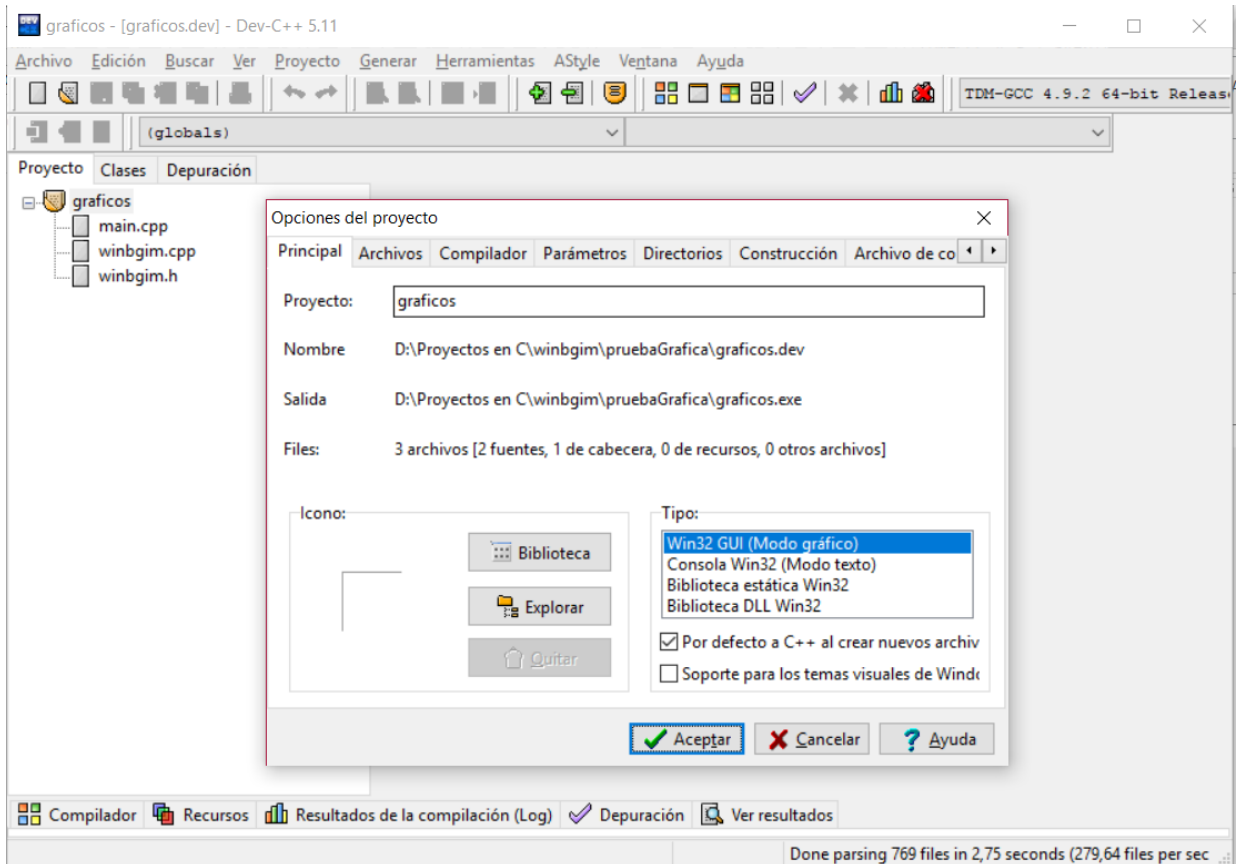 DEV
graficos - [graficos.dev] - Dev-C++ 5.11
Archivo Edición Buscar Ver Proyecto Generar Herramientas AStyle Ventana Ayuda
TDM-GCC 4.9.2 64-bit Releas
(globals)
Proyecto Clases Depuración
graficos
main.cpp
winbgim.cpp
winbgim.h
Opciones del proyecto
Principal Archivos Compilador Parámetros Directorios Construcción Archivo de co
Proyecto: graficos
Nombre D:\Proyectos en C\winbgim\pruebaGrafica\graficos.dev
Salida D:\Proyectos en C\winbgim\pruebaGrafica\graficos.exe
Files: 3 archivos [2 fuentes, 1 de cabecera, 0 de recursos, 0 otros archivos]
Icono:
Biblioteca
Explorar
Quitar
Tipo:
Win32 GUI (Modo gráfico)
Consola Win32 (Modo texto)
Biblioteca estática Win32
Biblioteca DLL Win32
Por defecto a C++ al crear nuevos archiv
Soporte para los temas visuales de Windo
Aceptar Cancelar Ayuda
Compilador Recursos Resultados de la compilación (Log) Depuración Ver resultados
Done parsing 769 files in 2,75 seconds (279,64 files per sec